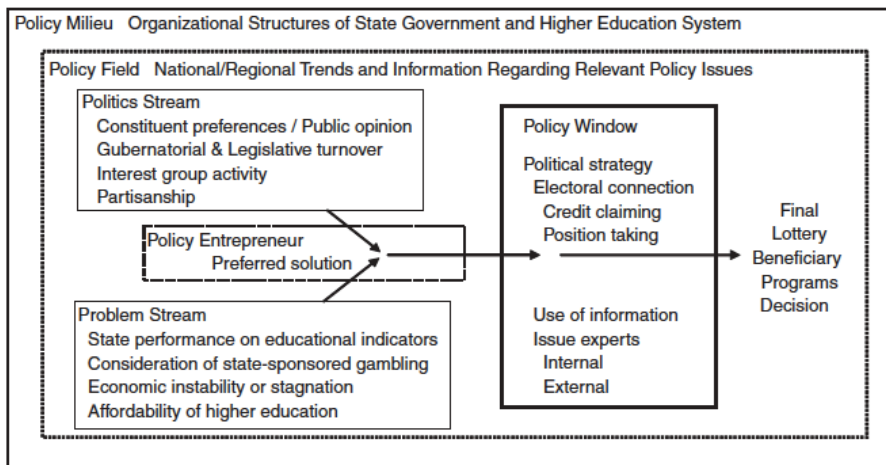 Policy Milieu Organizational Structures of State Government and Higher Education System
Policy Field National/Regional Trends and Information Regarding Relevant Policy Issues
Politics Stream
Constituent preferences / Public opinion
Gubernatorial & Legislative turnover
Interest group activity
Partisanship
Policy Entrepreneur
Preferred solution
Problem Stream
State performance on educational indicators
Consideration of state-sponsored gambling
Economic instability or stagnation
Affordability of higher education
Policy Window
Political strategy
Electoral connection
Credit claiming
Position taking
Use of information
Issue experts
Internal
External
Final
Lottery
Beneficiary
Programs
Decision